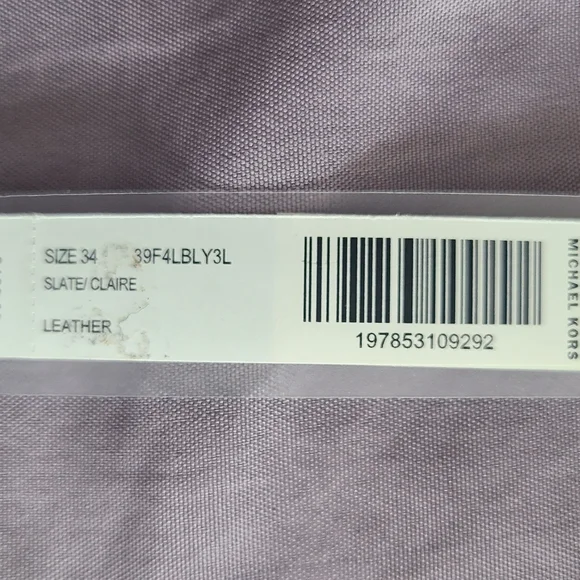 SIZE 34 39F4LBLY3L
SLATE/ CLAIRE
LEATHER
197853109292
MICHAEL KORS